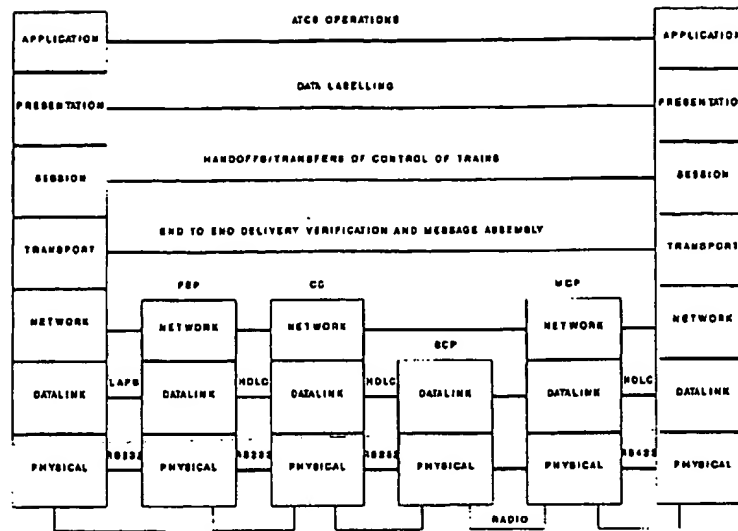 ATCS OPERATIONS
APPLICATION APPLICATION
DATA LABELLING
PRESENTATION PRESENTATION
HANDOFFS/TRANSFERS OF CONTROL OF TRAINS
SESSION SESSION
END TO END DELIVERY VERIFICATION AND MESSAGE ASSEMBLY
TRANSPORT TRANSPORT
FEP CC MCP
NETWORK NETWORK NETWORK NETWORK NETWORK
BCP
LAPB HDLC HDLC HDLC
DATALINK DATALINK DATALINK DATALINK DATALINK DATALINK
RS232 RS232 RS232 RS422
PHYSICAL PHYSICAL PHYSICAL PHYSICAL PHYSICAL PHYSICAL
RADIO